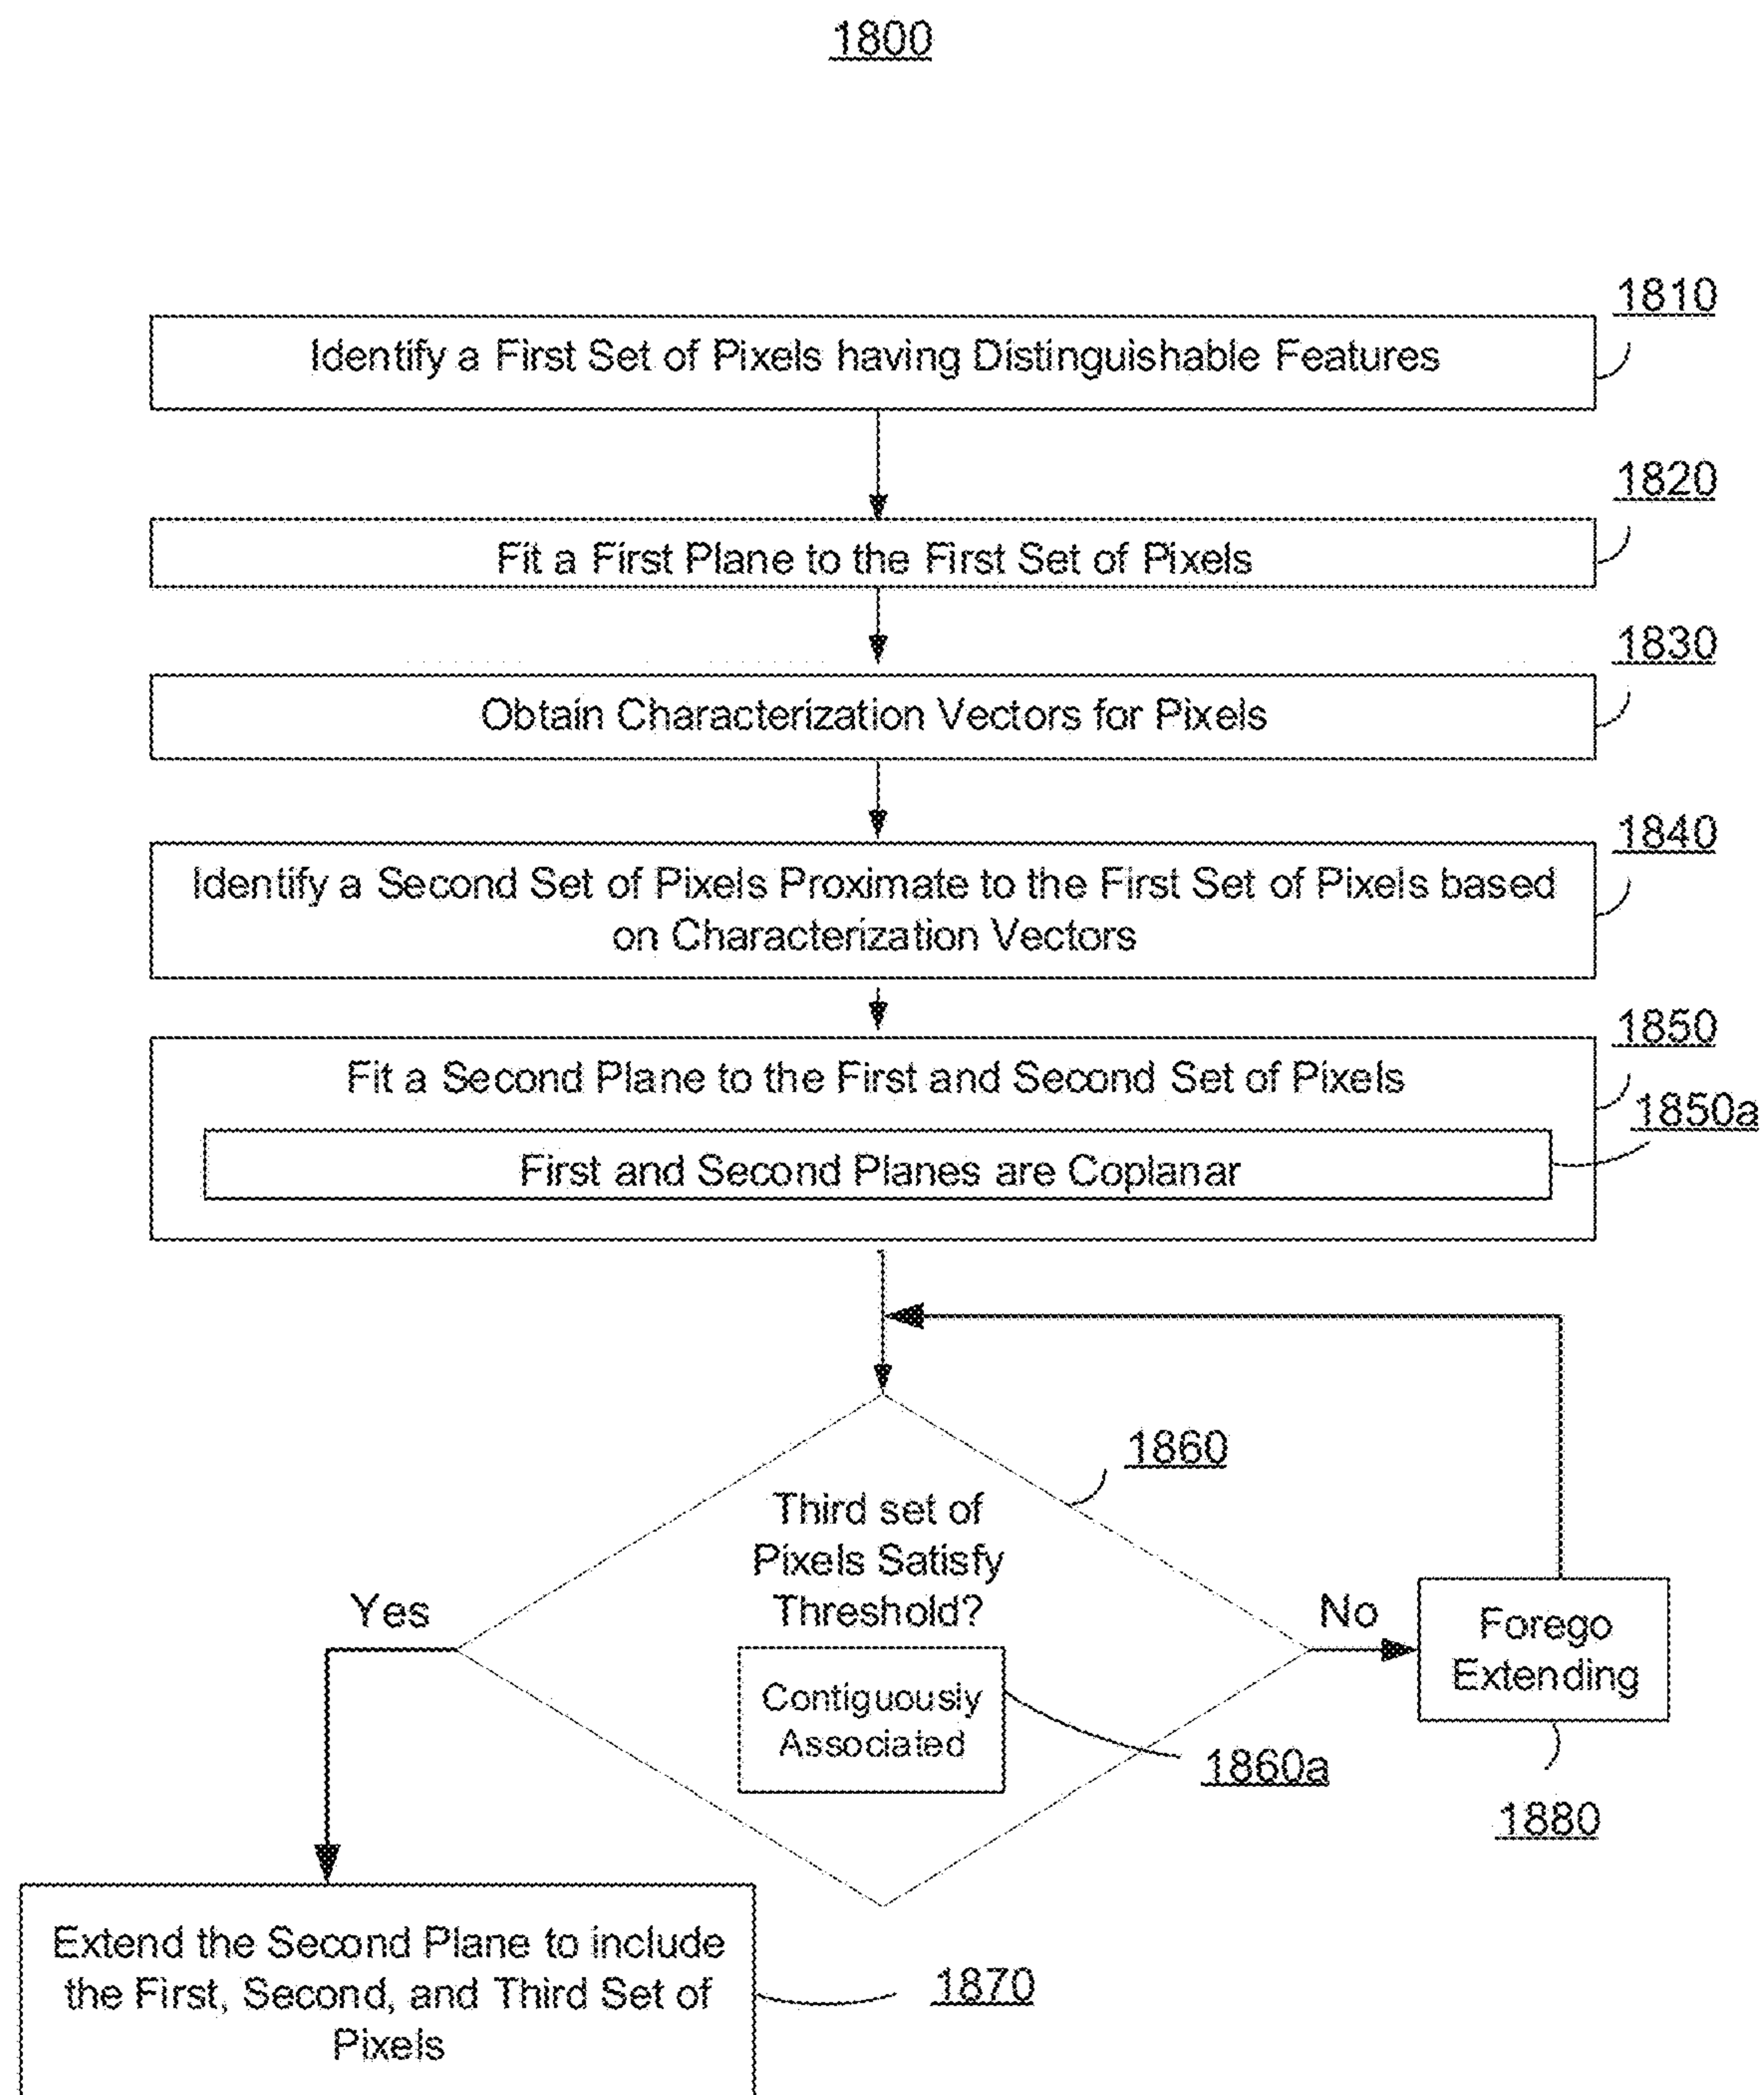 1800
1810
Identify a First Set of Pixels having Distinguishable Features
1820
Fit a First Plane to the First Set of Pixels
1830
Obtain Characterization Vectors for Pixels
1840
Identify a Second Set of Pixels Proximate to the First Set of Pixels based
on Characterization Vectors
1850
Fit a Second Plane to the First and Second Set of Pixels
1850a
First and Second Planes are Coplanar
1860
Third set of
Pixels Satisfy
Threshold?
Yes
No
Forego
Extending
Contiguously
Associated
1860a
1880
Extend the Second Plane to include
the First, Second, and Third Set of
Pixels
1870